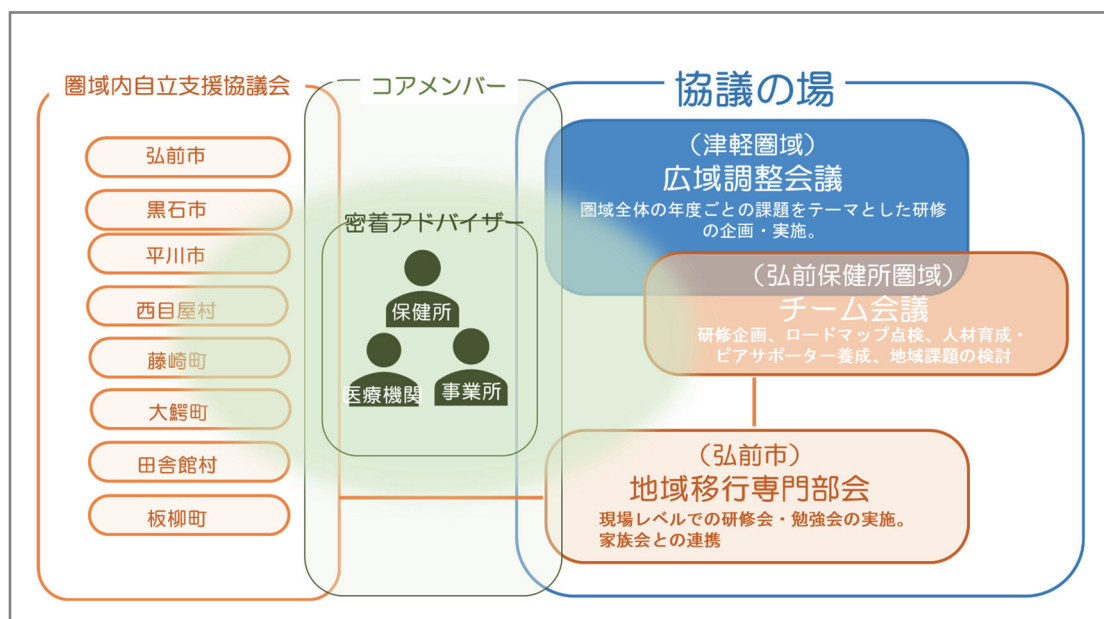 圏域内自立支援協議会
弘前市
黒石市
平川市
西目屋村
藤崎町
大鰐町
田舎館村
板柳町
コアメンバー
密着アドバイザー
保健所
医療機関
事業所
協議の場
（津軽圏域）
広域調整会議
圏域全体の年度ごとの課題をテーマとした研修
の企画・実施。
（弘前保健所圏域）
チーム会議
研修企画、ロードマップ点検、人材育成・
ピアサポーター養成、地域課題の検討
（弘前市）
地域移行専門部会
現場レベルでの研修会・勉強会の実施。
家族会との連携